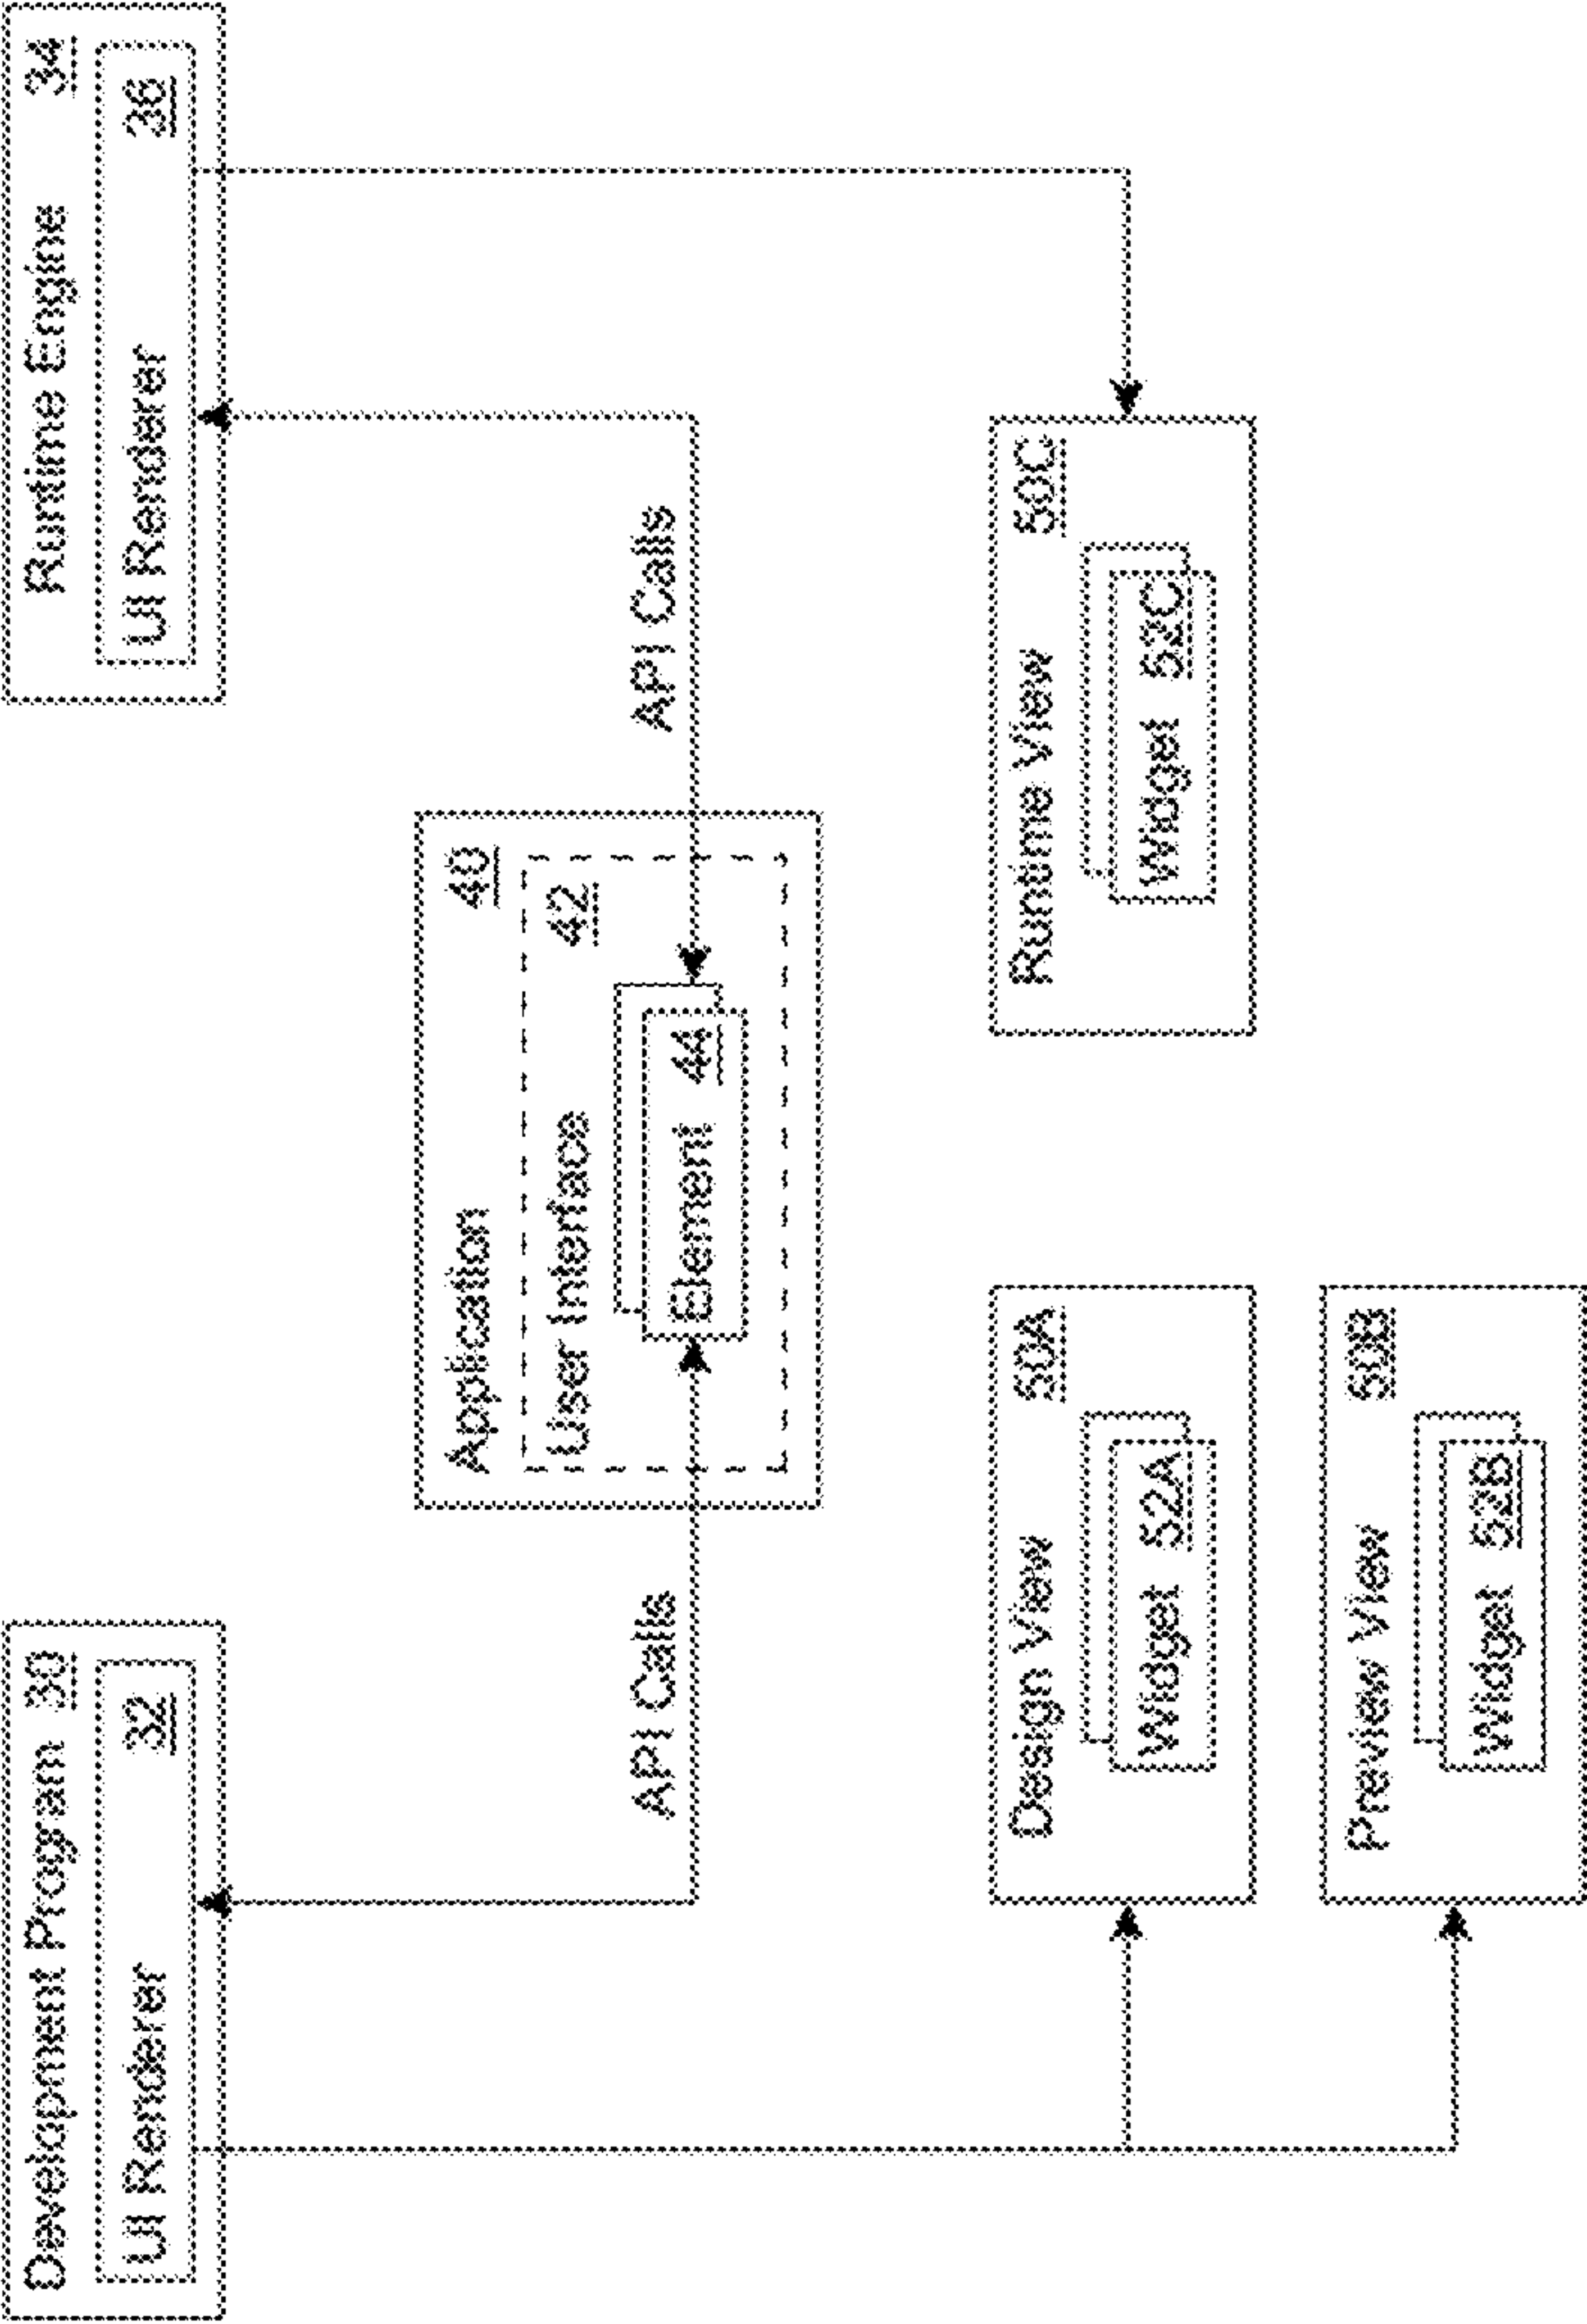 Development Program 30
UI Renderer 32
Runtime Engine 34
UI Renderer 36
Application 40
User Interface 42
Element 44
API Calls
API Calls
Design View 50A
Widget 52A
Preview View 50B
Widget 52B
Runtime View 50C
Widget 52C